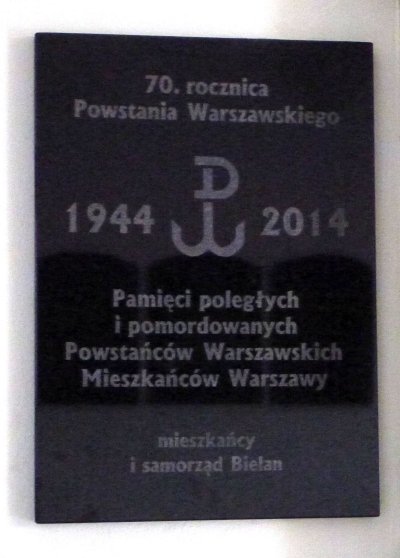 70. rocznica
Powstania Warszawskiego
1944 2014
Pamięci poległych
i pomordowanych
Powstańców Warszawskich
Mieszkańców Warszawy
mieszkańcy
i samorząd Bielan